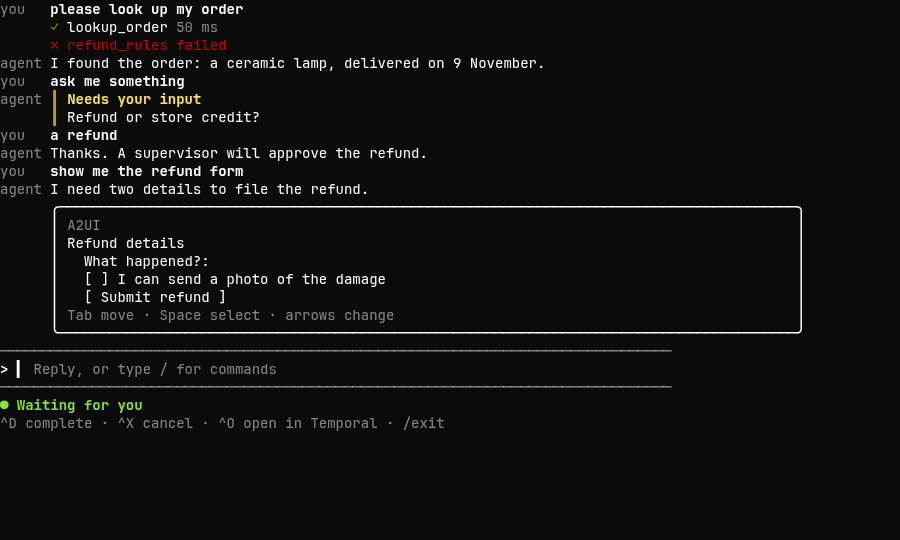 you please look up my order
✓ lookup_order 50 ms
✕ refund_rules failed
agent I found the order: a ceramic lamp, delivered on 9 November.
you ask me something
agent Needs your input
Refund or store credit?
you a refund
agent Thanks. A supervisor will approve the refund.
you show me the refund form
agent I need two details to file the refund.
A2UI
Refund details
What happened?:
[ ] I can send a photo of the damage
[ Submit refund ]
Tab move · Space select · arrows change
> Reply, or type / for commands
● Waiting for you
^D complete · ^X cancel · ^O open in Temporal · /exit